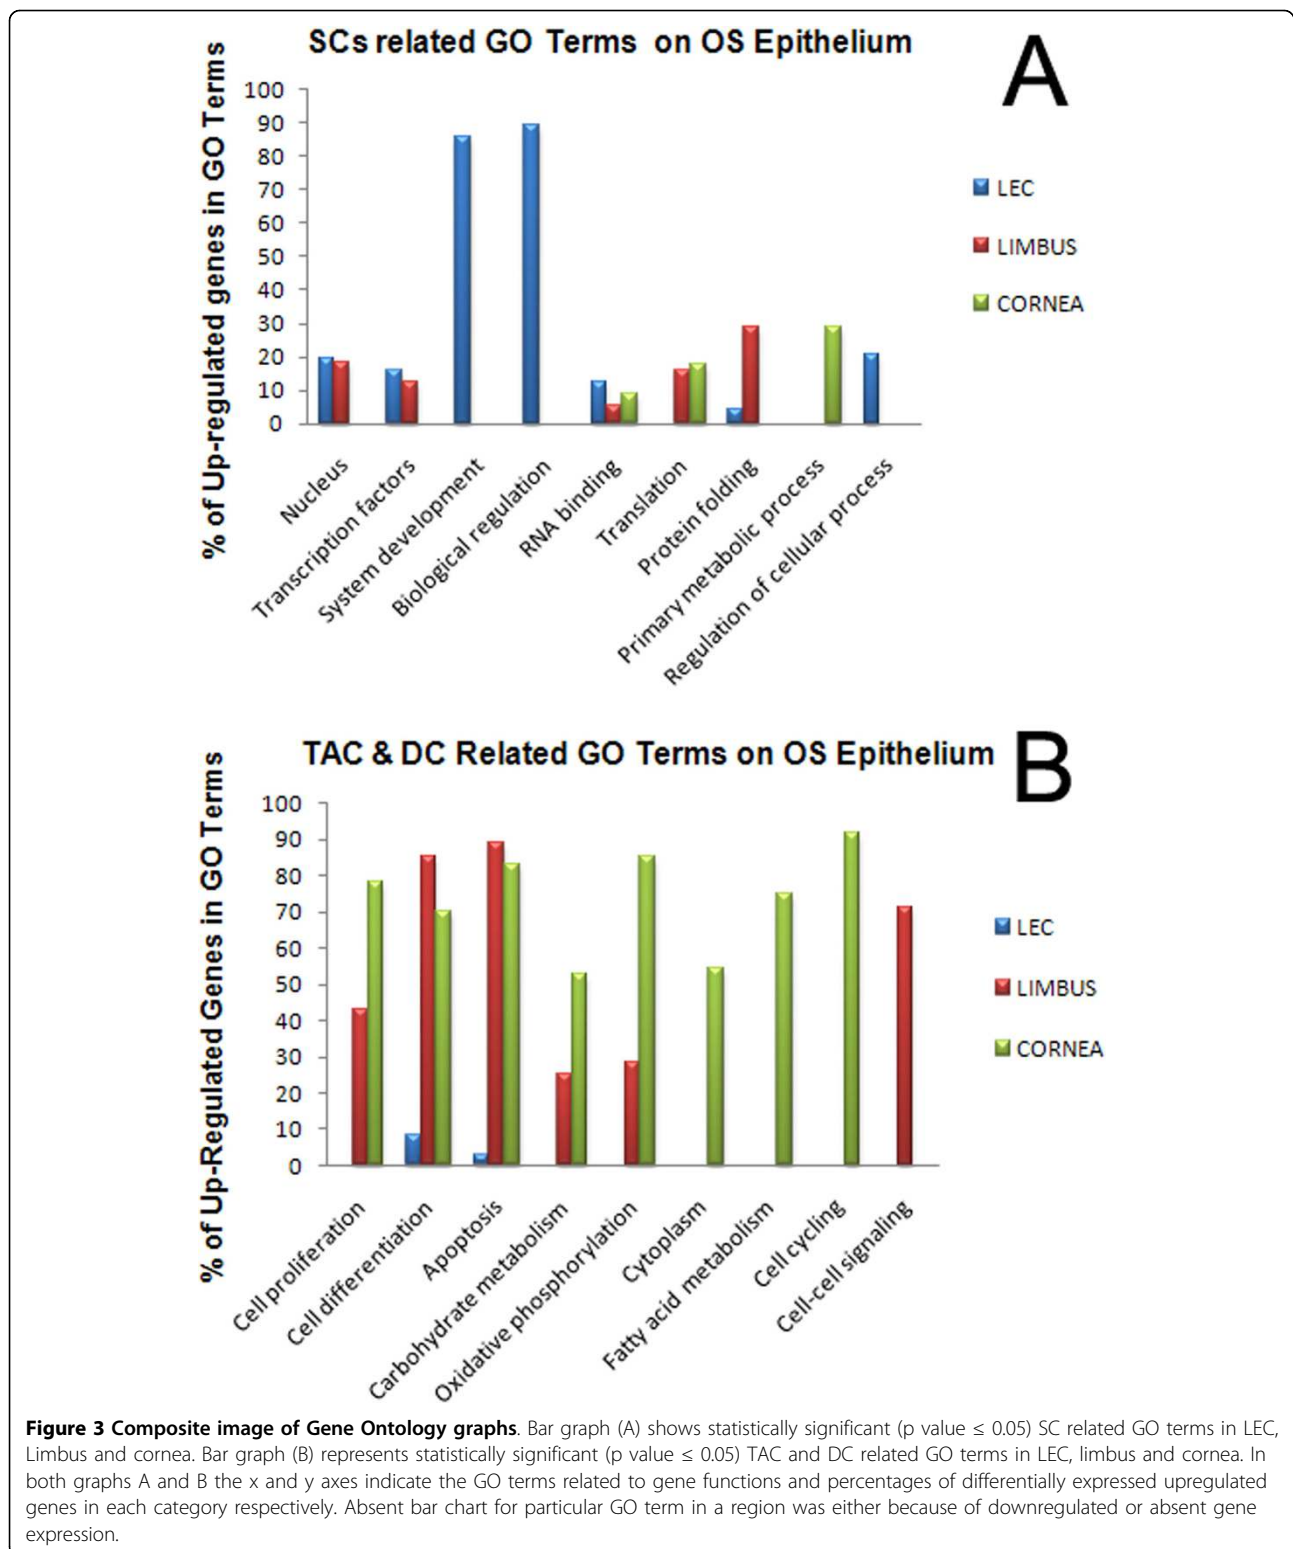 SCs related GO Terms on OS Epithelium
A
% of Up-regulated genes in GO Terms
100
90
80
70
60
50
40
30
20
10
0
LEC
LIMBUS
CORNEA
Nucleus
Transcription factors
System development
Biological regulation
RNA binding
Translation
Protein folding
Primary metabolic process
Regulation of cellular process
TAC & DC Related GO Terms on OS Epithelium
B
% of Up-Regulated Genes in GO Terms
100
90
80
70
60
50
40
30
20
10
0
LEC
LIMBUS
CORNEA
Cell proliferation
Cell differentiation
Apoptosis
Carbohydrate metabolism
Oxidative phosphorylation
Cytoplasm
Fatty acid metabolism
Cell cycling
Cell-cell signaling
Figure 3 Composite image of Gene Ontology graphs. Bar graph (A) shows statistically significant (p value ≤ 0.05) SC related GO terms in LEC,
Limbus and cornea. Bar graph (B) represents statistically significant (p value ≤ 0.05) TAC and DC related GO terms in LEC, limbus and cornea. In
both graphs A and B the x and y axes indicate the GO terms related to gene functions and percentages of differentially expressed upregulated
genes in each category respectively. Absent bar chart for particular GO term in a region was either because of downregulated or absent gene
expression.